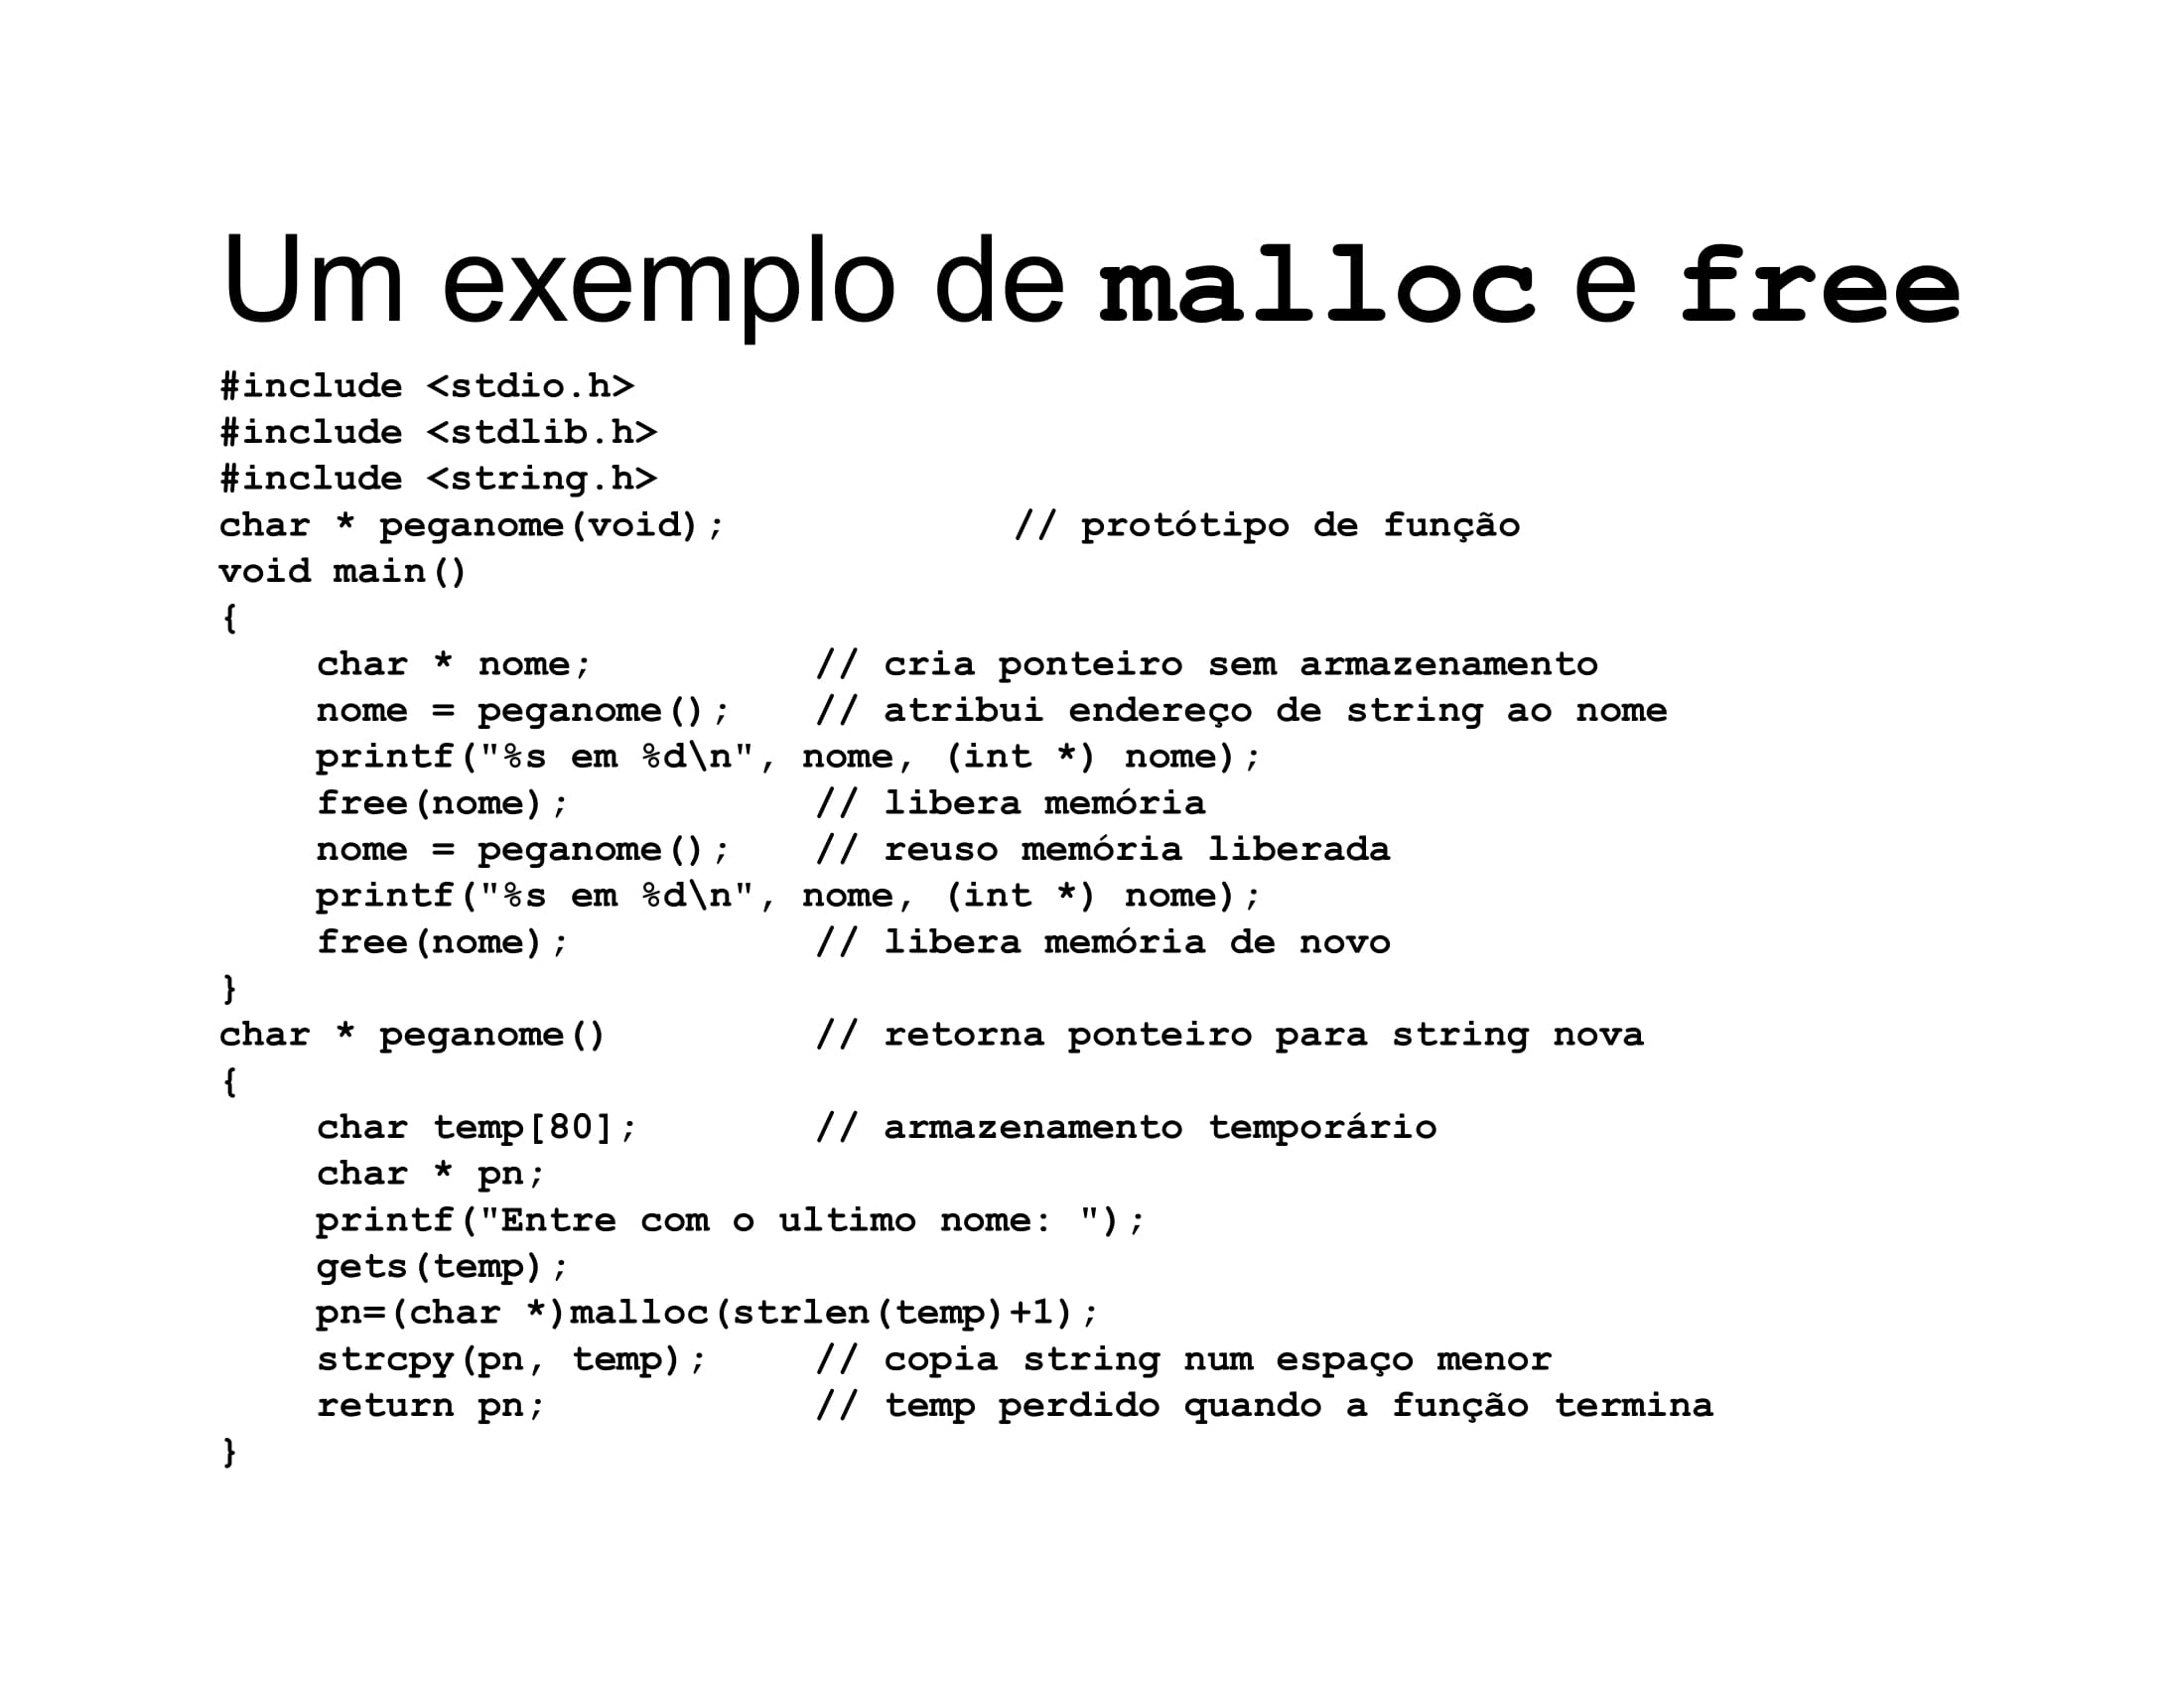 Um exemplo de malloc e free
#include <stdio.h>
#include <stdlib.h>
#include <string.h>
char * peganome(void);             // protótipo de função
void main()
{
    char * nome;          // cria ponteiro sem armazenamento
    nome = peganome();    // atribui endereço de string ao nome
    printf("%s em %d\n", nome, (int *) nome);
    free(nome);           // libera memória
    nome = peganome();    // reuso memória liberada
    printf("%s em %d\n", nome, (int *) nome);
    free(nome);           // libera memória de novo
}
char * peganome()         // retorna ponteiro para string nova
{
    char temp[80];        // armazenamento temporário
    char * pn;
    printf("Entre com o ultimo nome: ");
    gets(temp);
    pn=(char *)malloc(strlen(temp)+1);
    strcpy(pn, temp);     // copia string num espaço menor
    return pn;            // temp perdido quando a função termina
}